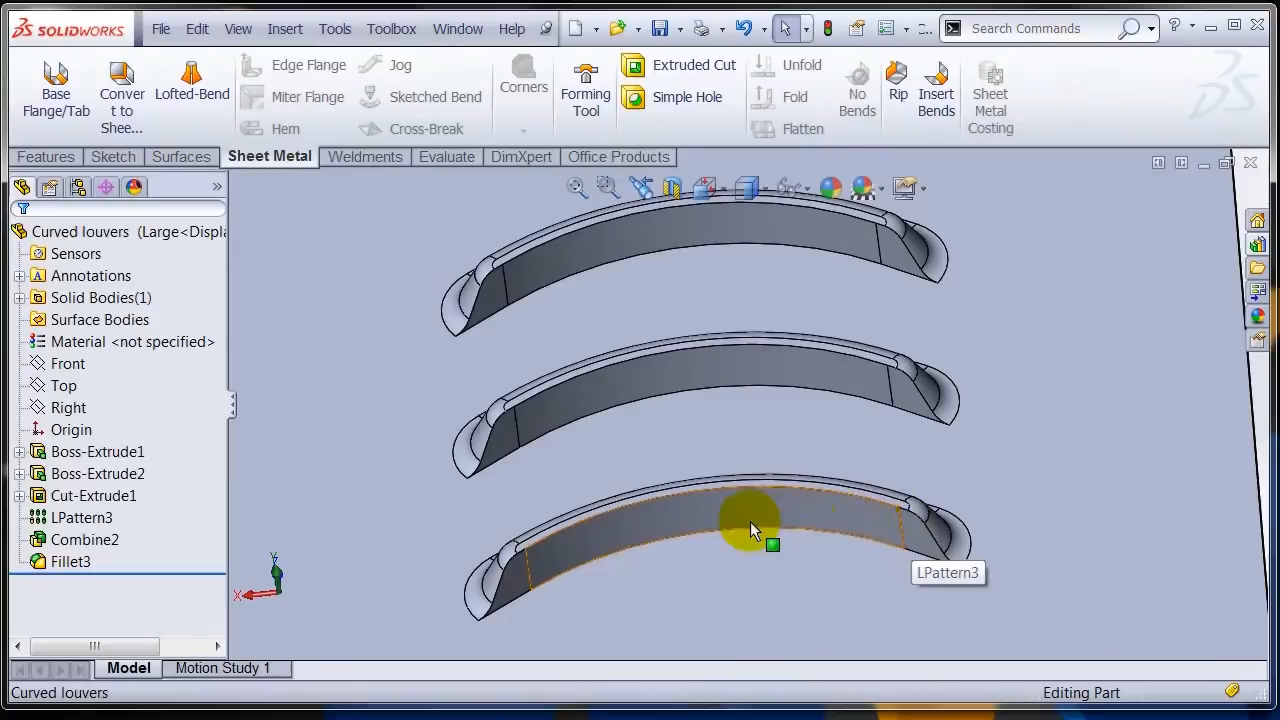 SOLIDWORKS File Edit View Insert Tools Toolbox Window Help Search Commands
Base Flange/Tab
Convert to Shee...
Lofted-Bend
Edge Flange
Miter Flange
Hem
Jog
Sketched Bend
Cross-Break
Corners
Forming Tool
Extruded Cut
Simple Hole
Unfold
Fold
Flatten
No Bends
Rip
Insert Bends
Sheet Metal Costing
Features Sketch Surfaces Sheet Metal Weldments Evaluate DimXpert Office Products
Curved louvers (Large<Displa
Sensors
Annotations
Solid Bodies(1)
Surface Bodies
Material <not specified>
Front
Top
Right
Origin
Boss-Extrude1
Boss-Extrude2
Cut-Extrude1
LPattern3
Combine2
Fillet3
Y
X
LPattern3
Model Motion Study 1
Curved louvers Editing Part